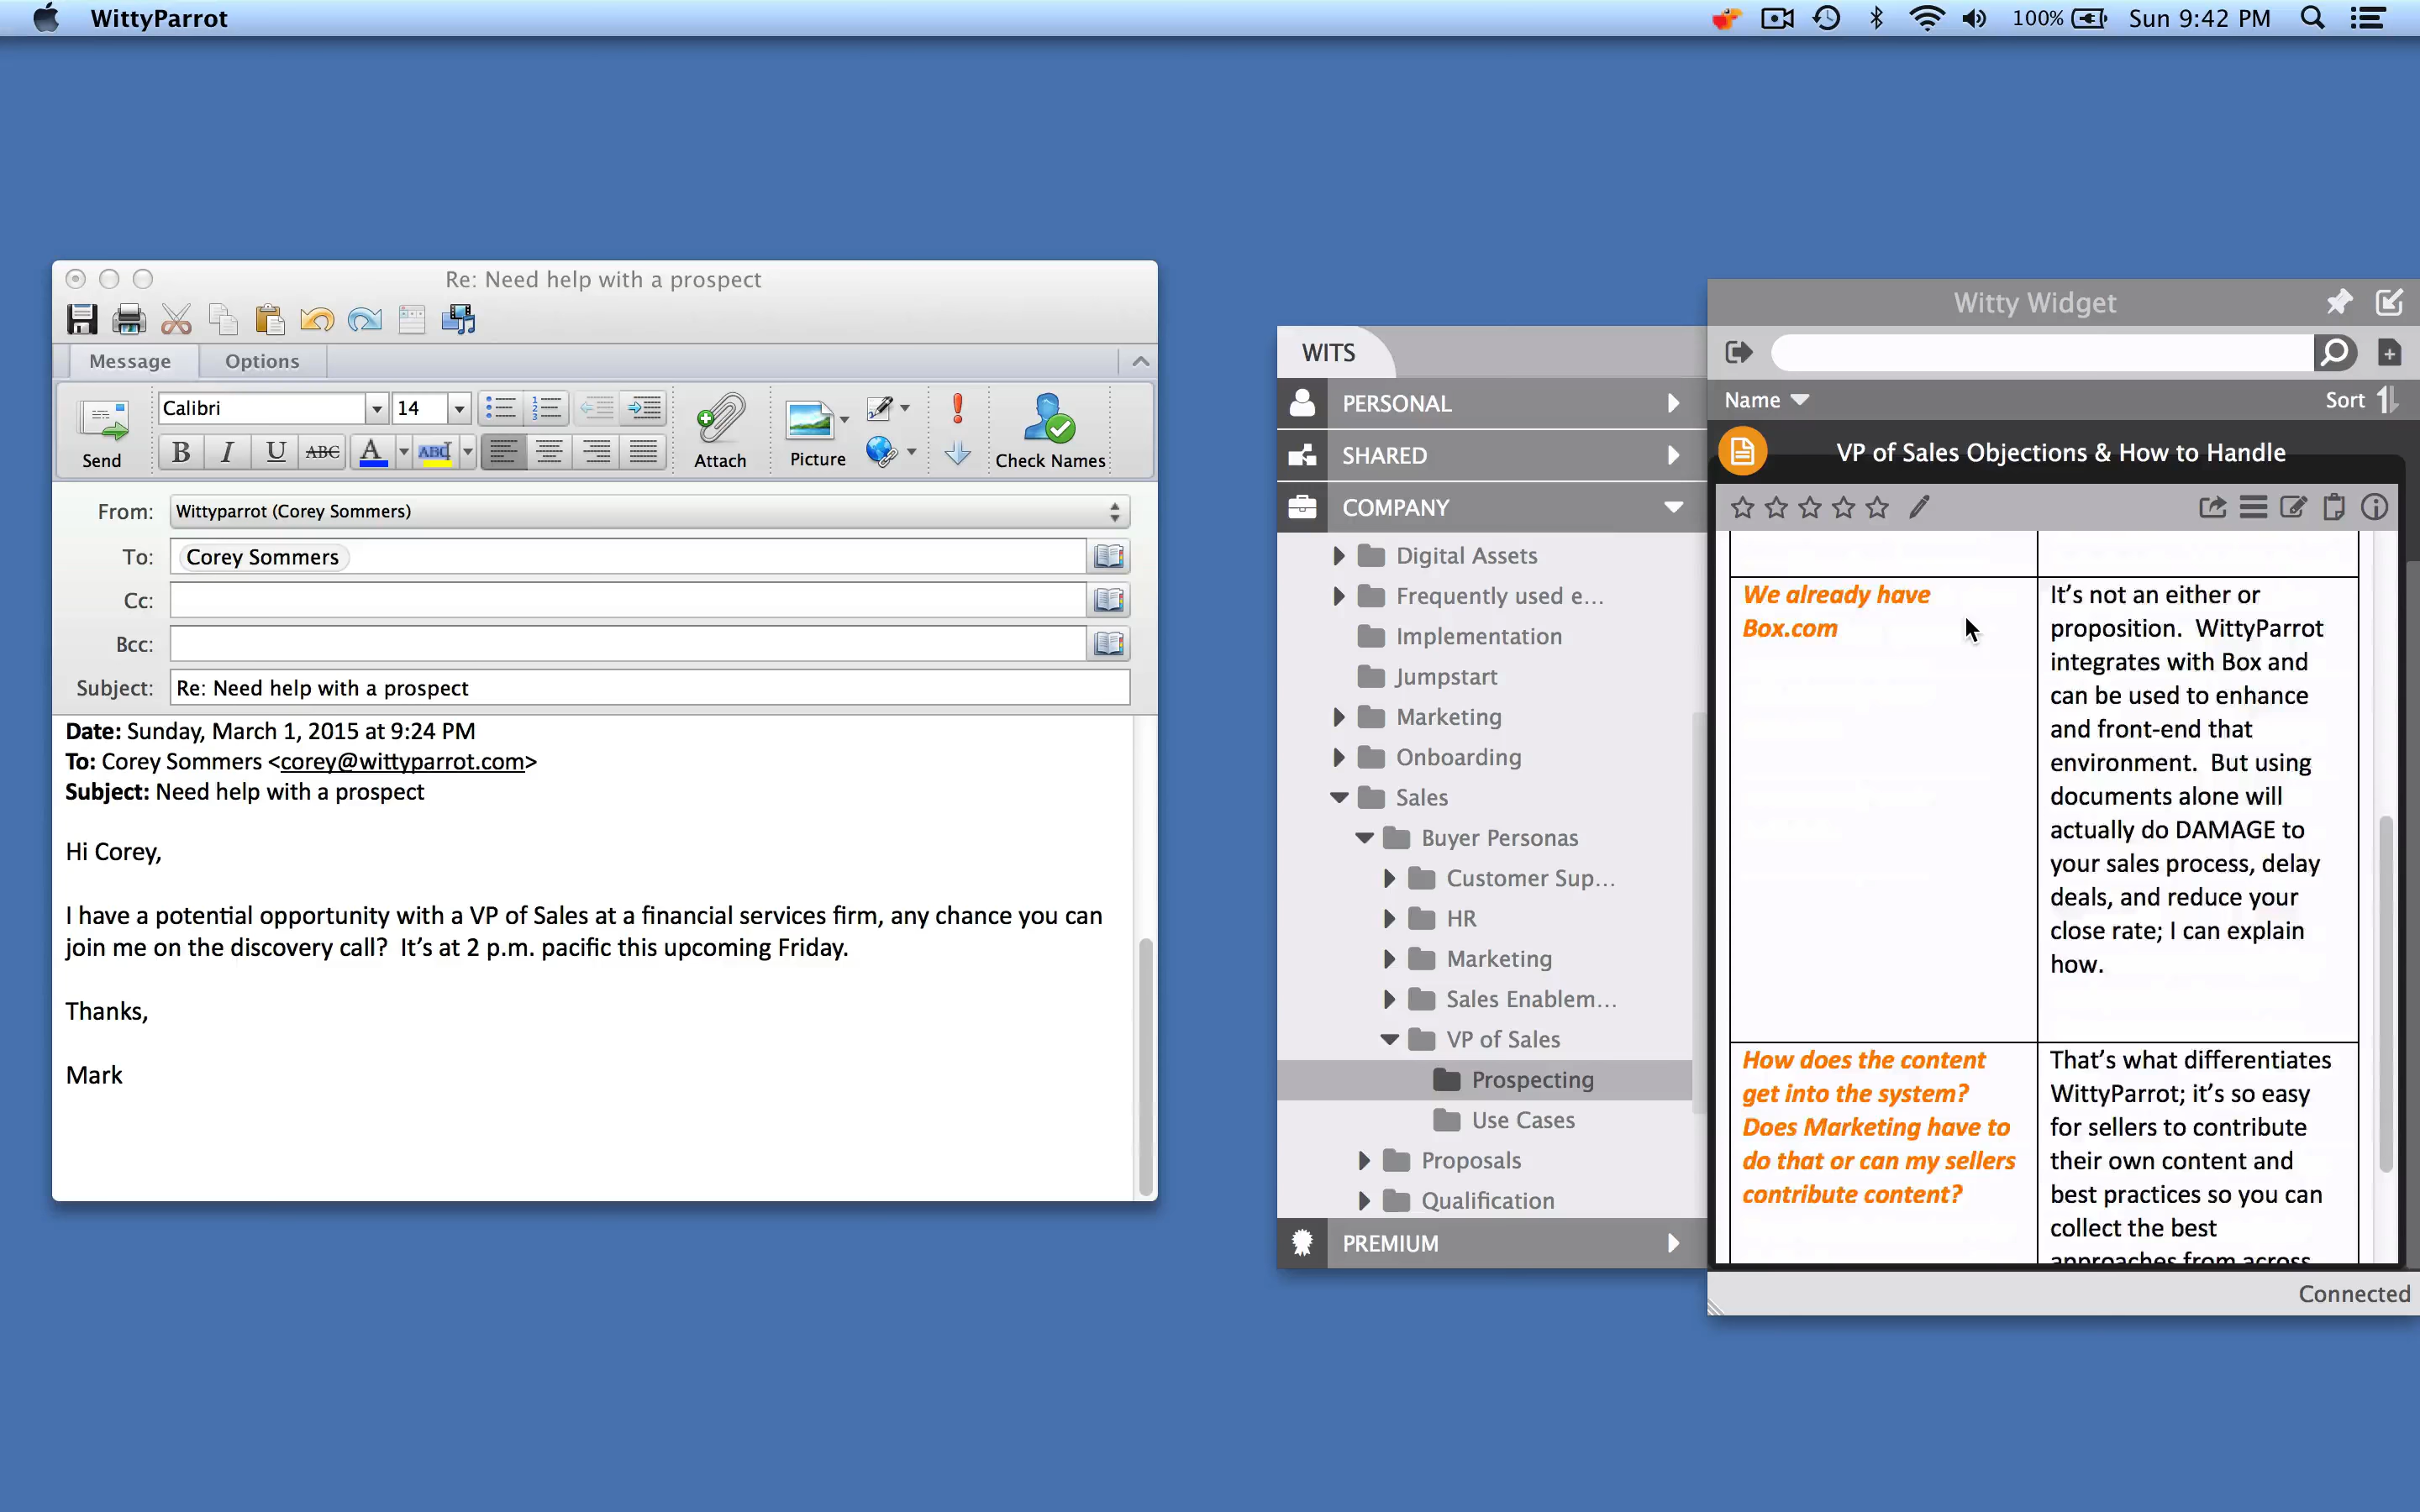 WittyParrot
100%
Sun 9:42 PM
Re: Need help with a prospect
Message
Options
Send
Calibri
14
B I U ABC A ABC
Attach
Picture
Check Names
From: Wittyparrot (Corey Sommers)
To: Corey Sommers
Cc:
Bcc:
Subject: Re: Need help with a prospect
Date: Sunday, March 1, 2015 at 9:24 PM
To: Corey Sommers <corey@wittyparrot.com>
Subject: Need help with a prospect
Hi Corey,
I have a potential opportunity with a VP of Sales at a financial services firm, any chance you can
join me on the discovery call?  It’s at 2 p.m. pacific this upcoming Friday.
Thanks,
Mark
WITS
PERSONAL
SHARED
COMPANY
Digital Assets
Frequently used e...
Implementation
Jumpstart
Marketing
Onboarding
Sales
Buyer Personas
Customer Sup...
HR
Marketing
Sales Enablem...
VP of Sales
Prospecting
Use Cases
Proposals
Qualification
PREMIUM
Witty Widget
Name
Sort
VP of Sales Objections & How to Handle
We already have
Box.com
It’s not an either or
proposition.  WittyParrot
integrates with Box and
can be used to enhance
and front-end that
environment.  But using
documents alone will
actually do DAMAGE to
your sales process, delay
deals, and reduce your
close rate; I can explain
how.
How does the content
get into the system?
Does Marketing have to
do that or can my sellers
contribute content?
That’s what differentiates
WittyParrot; it’s so easy
for sellers to contribute
their own content and
best practices so you can
collect the best
approaches from across
Connected